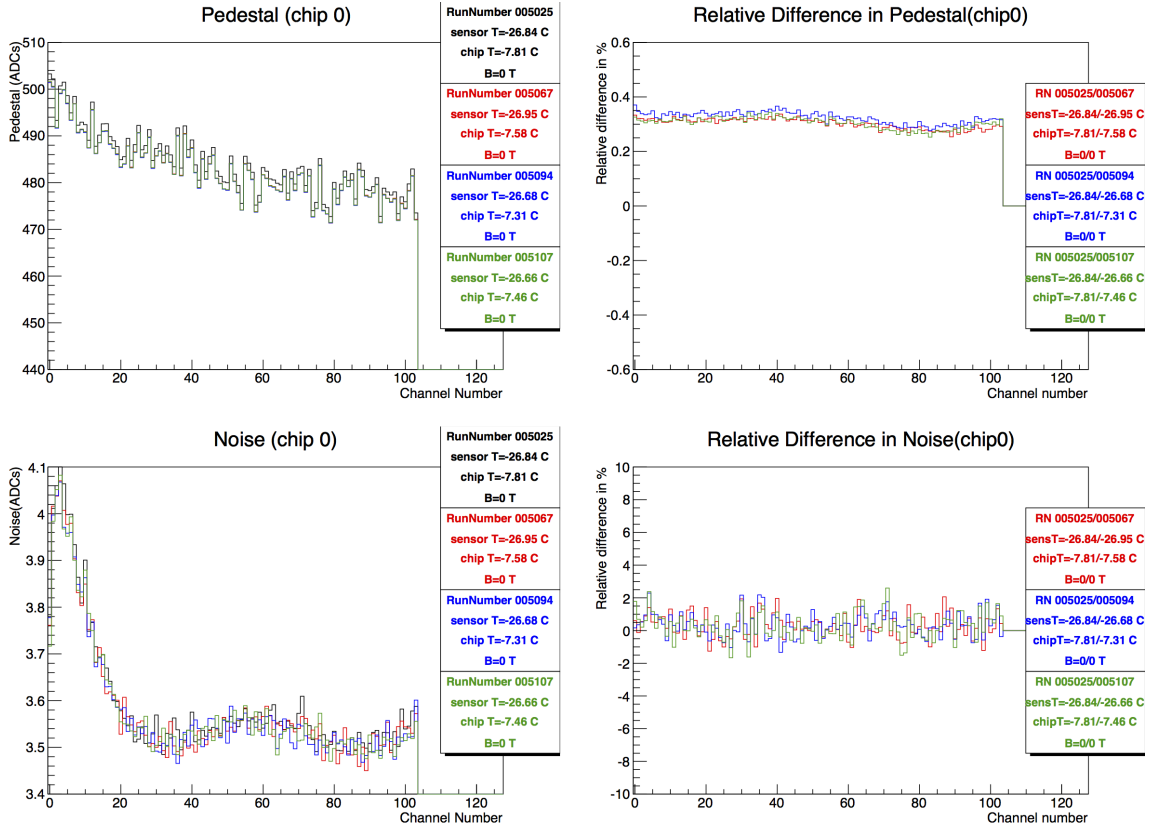 Pedestal (chip 0)
Pedestal (ADCs)
510
500
490
480
470
460
450
440
0
20
40
60
80
100
120
Channel Number
RunNumber 005025
sensor T=-26.84 C
chip T=-7.81 C
B=0 T
RunNumber 005067
sensor T=-26.95 C
chip T=-7.58 C
B=0 T
RunNumber 005094
sensor T=-26.68 C
chip T=-7.31 C
B=0 T
RunNumber 005107
sensor T=-26.66 C
chip T=-7.46 C
B=0 T
Relative Difference in Pedestal(chip0)
Relative difference in %
0.6
0.4
0.2
0
-0.2
-0.4
-0.6
0
20
40
60
80
100
120
Channel number
RN 005025/005067
sensT=-26.84/-26.95 C
chipT=-7.81/-7.58 C
B=0/0 T
RN 005025/005094
sensT=-26.84/-26.68 C
chipT=-7.81/-7.31 C
B=0/0 T
RN 005025/005107
sensT=-26.84/-26.66 C
chipT=-7.81/-7.46 C
B=0/0 T
Noise (chip 0)
Noise(ADCs)
4.1
4
3.9
3.8
3.7
3.6
3.5
3.4
0
20
40
60
80
100
120
Channel Number
RunNumber 005025
sensor T=-26.84 C
chip T=-7.81 C
B=0 T
RunNumber 005067
sensor T=-26.95 C
chip T=-7.58 C
B=0 T
RunNumber 005094
sensor T=-26.68 C
chip T=-7.31 C
B=0 T
RunNumber 005107
sensor T=-26.66 C
chip T=-7.46 C
B=0 T
Relative Difference in Noise(chip0)
Relative difference in %
10
8
6
4
2
0
-2
-4
-6
-8
-10
0
20
40
60
80
100
120
Channel number
RN 005025/005067
sensT=-26.84/-26.95 C
chipT=-7.81/-7.58 C
B=0/0 T
RN 005025/005094
sensT=-26.84/-26.68 C
chipT=-7.81/-7.31 C
B=0/0 T
RN 005025/005107
sensT=-26.84/-26.66 C
chipT=-7.81/-7.46 C
B=0/0 T